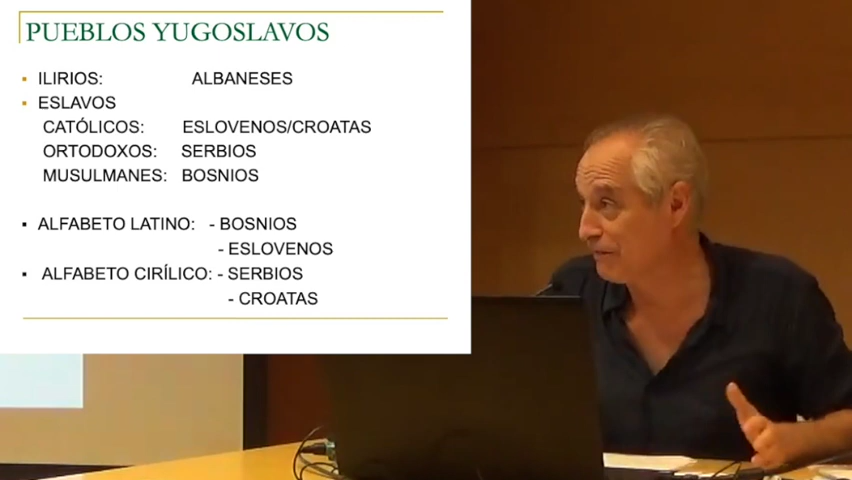 PUEBLOS YUGOSLAVOS
ILIRIOS: ALBANESES
ESLAVOS
CATÓLICOS: ESLOVENOS/CROATAS
ORTODOXOS: SERBIOS
MUSULMANES: BOSNIOS
ALFABETO LATINO: - BOSNIOS
- ESLOVENOS
ALFABETO CIRÍLICO: - SERBIOS
- CROATAS